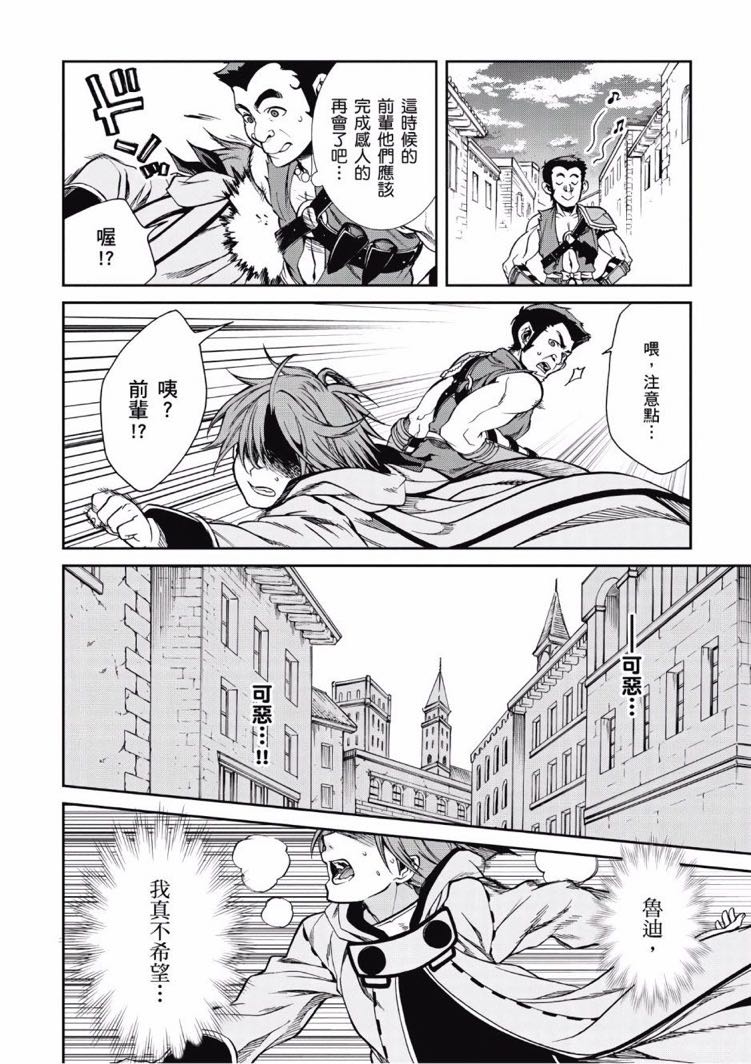 這時候的
前輩他們應該
完成感人的
再會了吧…
喔!?
喂，注意點…
咦？
前輩!?
——可惡…
可惡…!!
魯迪，
我真不希望…